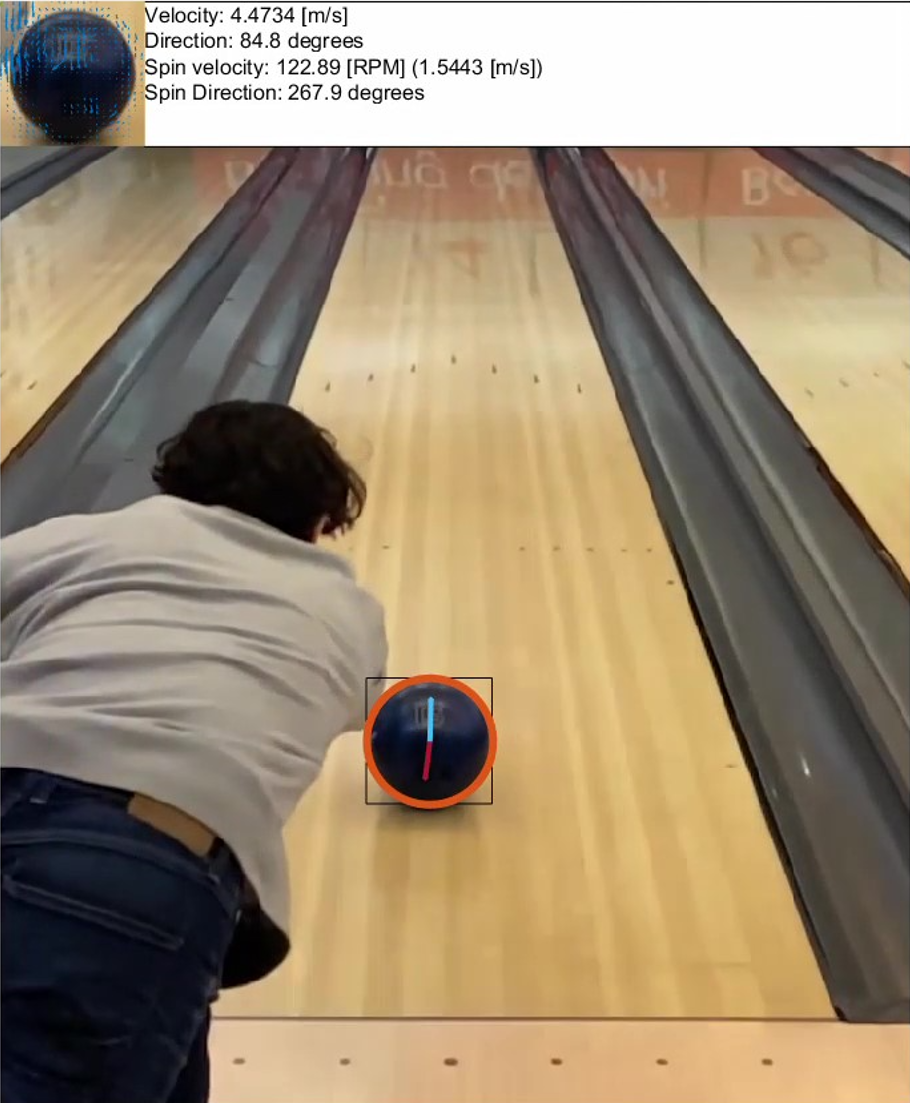 Velocity: 4.4734 [m/s]
Direction: 84.8 degrees
Spin velocity: 122.89 [RPM] (1.5443 [m/s])
Spin Direction: 267.9 degrees